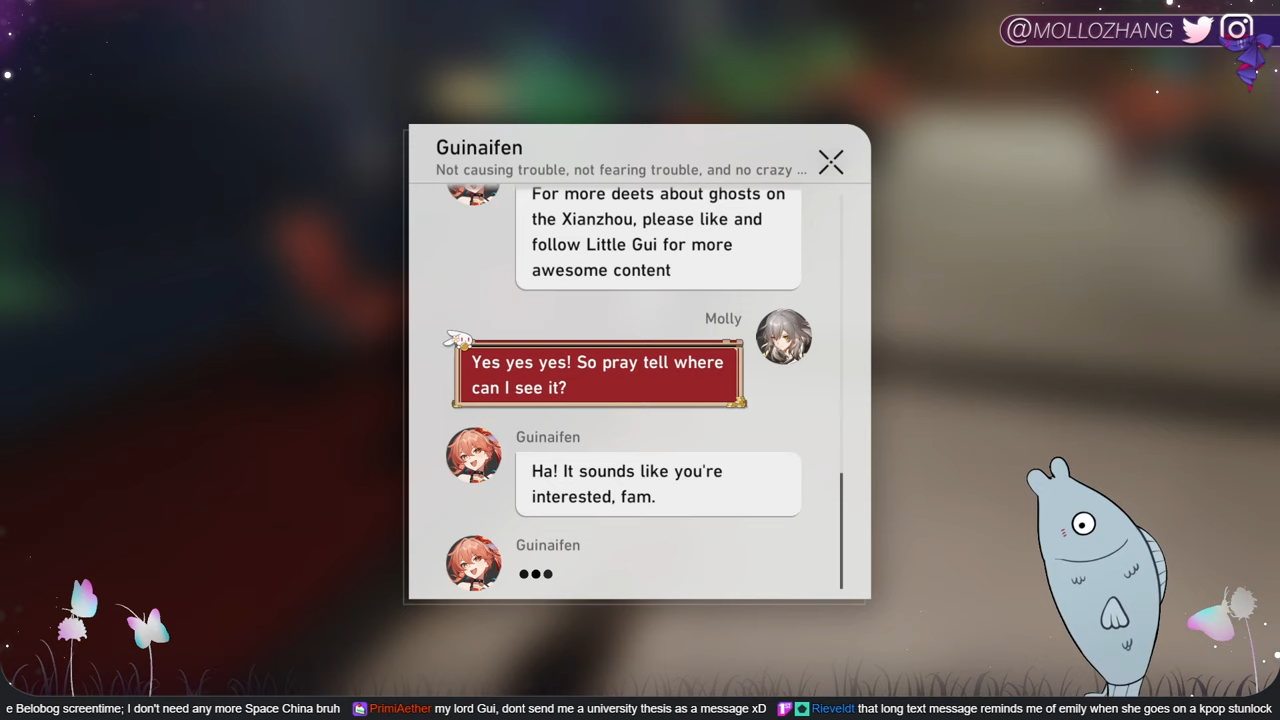 @MOLLOZHANG
Guinaifen
Not causing trouble, not fearing trouble, and no crazy ...
For more deets about ghosts on
the Xianzhou, please like and
follow Little Gui for more
awesome content
Molly
Yes yes yes! So pray tell where
can I see it?
Guinaifen
Ha! It sounds like you're
interested, fam.
Guinaifen
e Belobog screentime; I don't need any more Space China bruh PrimiAether my lord Gui, dont send me a university thesis as a message xD 1st Rieveldt that long text message reminds me of emily when she goes on a kpop stunlock